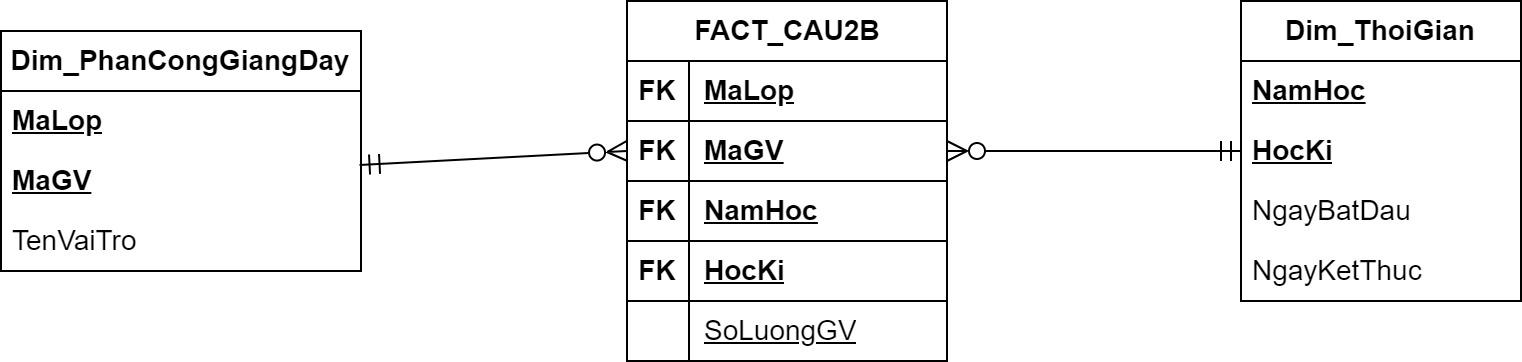 Dim_PhanCongGiangDay
MaLop
MaGV
TenVaiTro
FACT_CAU2B
FK MaLop
FK MaGV
FK NamHoc
FK HocKi
SoLuongGV
Dim_ThoiGian
NamHoc
HocKi
NgayBatDau
NgayKetThuc